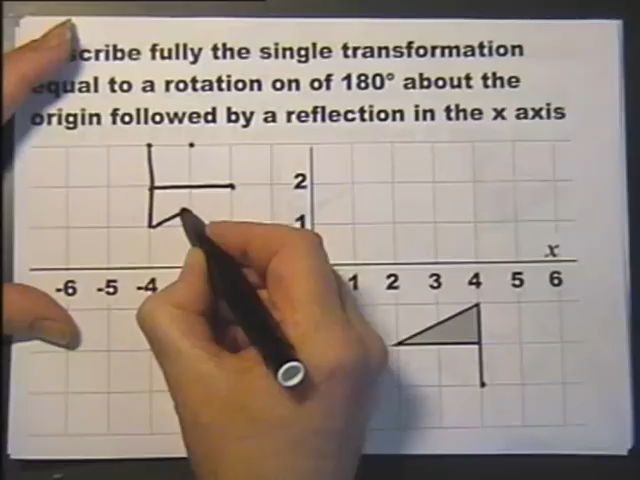 scribe fully the single transformation
equal to a rotation on of 180° about the
origin followed by a reflection in the x axis
2
1
x
-6 -5 -4 1 2 3 4 5 6